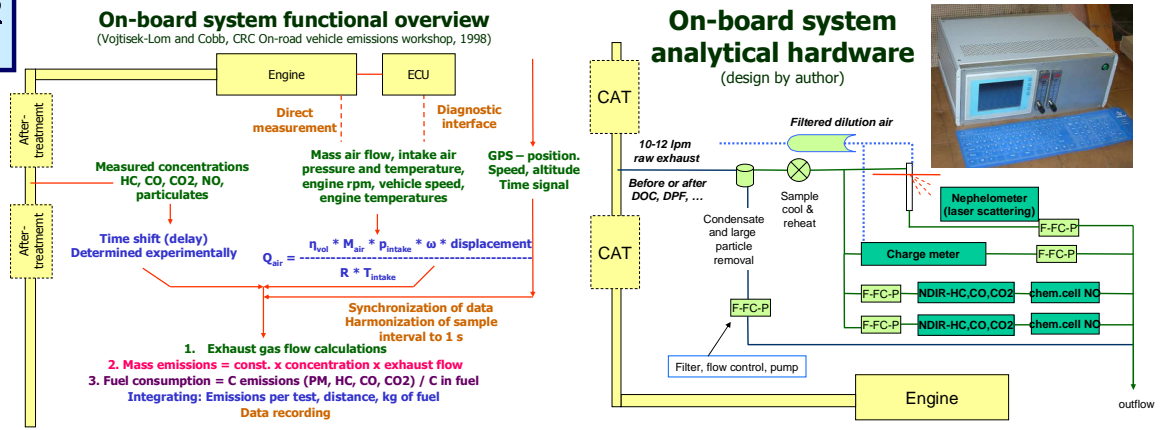 On-board system functional overview
(Vojtisek-Lom and Cobb, CRC On-road vehicle emissions workshop, 1998)
Engine
ECU
After-
treatmemt
After-
treatmemt
Direct
measurement
Diagnostic
interface
Measured concentrations
HC, CO, CO2, NO,
particulates
Mass air flow, intake air
pressure and temperature,
engine rpm, vehicle speed,
engine temperatures
GPS – position.
Speed, altitude
Time signal
Time shift (delay)
Determined experimentally
Qair = ηvol * Mair * pintake * ω * displacement
R * Tintake
Synchronization of data
Harmonization of sample
interval to 1 s
1. Exhaust gas flow calculations
2. Mass emissions = const. x concentration x exhaust flow
3. Fuel consumption = C emissions (PM, HC, CO, CO2) / C in fuel
Integrating: Emissions per test, distance, kg of fuel
Data recording
On-board system
analytical hardware
(design by author)
CAT
CAT
Filtered dilution air
10-12 lpm
raw exhaust
Before or after
DOC, DPF, ...
Condensate
and large
particle
removal
Sample
cool &
reheat
Nephelometer
(laser scattering)
F-FC-P
Charge meter
F-FC-P
F-FC-P
NDIR-HC,CO,CO2
chem.cell NO
F-FC-P
NDIR-HC,CO,CO2
chem.cell NO
F-FC-P
Filter, flow control, pump
Engine
outflow